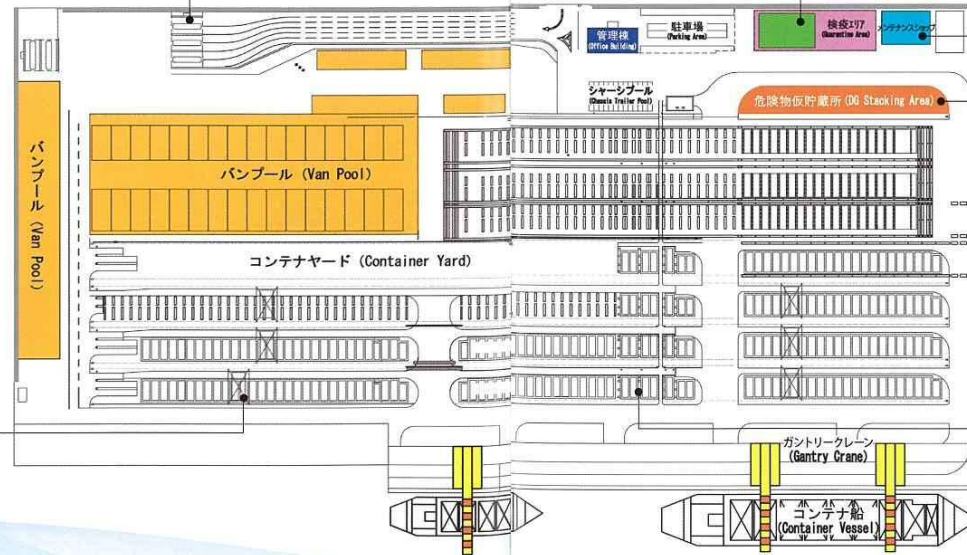 管理棟
(Office Building)
駐車場
(Parking Area)
検疫エリア
(Quarantine Area)
メンテナンスショップ
シャーシプール
(Chassis Trailer Pool)
危険物仮貯蔵所 (DG Stacking Area)
バンプール (Van Pool)
バンプール (Van Pool)
コンテナヤード (Container Yard)
ガントリークレーン
(Gantry Crane)
コンテナ船
(Container Vessel)